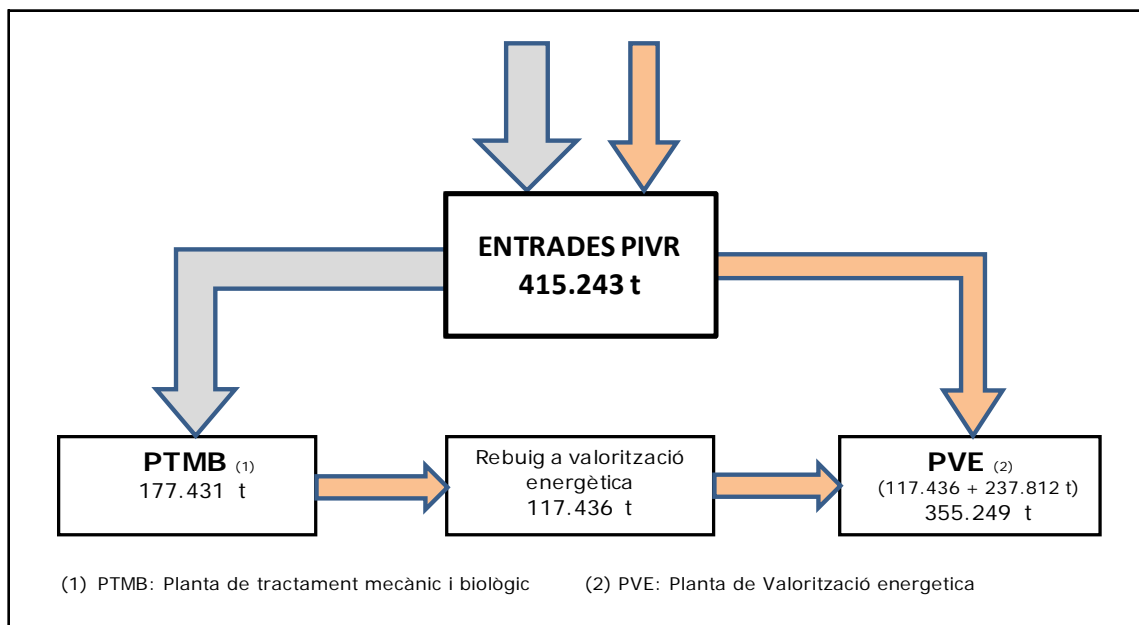 ENTRADES PIVR
415.243 t
PTMB (1)
177.431 t
Rebuig a valorització
energètica
117.436 t
PVE (2)
(117.436 + 237.812 t)
355.249 t
(1) PTMB: Planta de tractament mecànic i biològic
(2) PVE: Planta de Valorització energetica